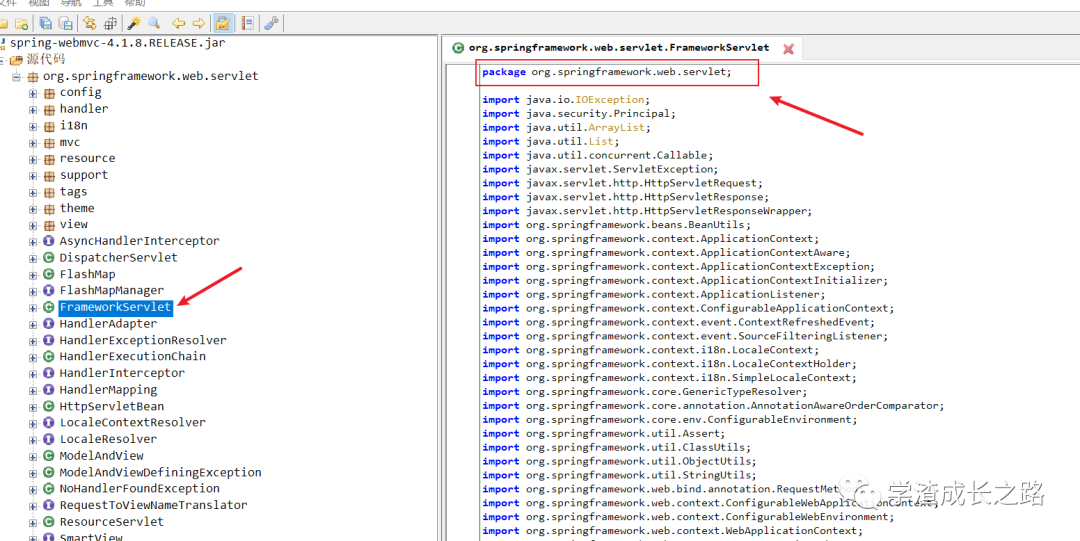 文件 视图 导航 工具 帮助
spring-webmvc-4.1.8.RELEASE.jar
源代码
org.springframework.web.servlet
config
handler
i18n
mvc
resource
support
tags
theme
view
AsyncHandlerInterceptor
DispatcherServlet
FlashMap
FlashMapManager
FrameworkServlet
HandlerAdapter
HandlerExceptionResolver
HandlerExecutionChain
HandlerInterceptor
HandlerMapping
HttpServletBean
LocaleContextResolver
LocaleResolver
ModelAndView
ModelAndViewDefiningException
NoHandlerFoundException
RequestToViewNameTranslator
ResourceServlet
SmartView
org.springframework.web.servlet.FrameworkServlet
package org.springframework.web.servlet;
import java.io.IOException;
import java.security.Principal;
import java.util.ArrayList;
import java.util.List;
import java.util.concurrent.Callable;
import javax.servlet.ServletException;
import javax.servlet.http.HttpServletRequest;
import javax.servlet.http.HttpServletResponse;
import javax.servlet.http.HttpServletResponseWrapper;
import org.springframework.beans.BeanUtils;
import org.springframework.context.ApplicationContext;
import org.springframework.context.ApplicationContextAware;
import org.springframework.context.ApplicationContextException;
import org.springframework.context.ApplicationContextInitializer;
import org.springframework.context.ApplicationListener;
import org.springframework.context.ConfigurableApplicationContext;
import org.springframework.context.event.ContextRefreshedEvent;
import org.springframework.context.event.SourceFilteringListener;
import org.springframework.context.i18n.LocaleContext;
import org.springframework.context.i18n.LocaleContextHolder;
import org.springframework.context.i18n.SimpleLocaleContext;
import org.springframework.core.GenericTypeResolver;
import org.springframework.core.annotation.AnnotationAwareOrderComparator;
import org.springframework.core.env.ConfigurableEnvironment;
import org.springframework.util.Assert;
import org.springframework.util.ClassUtils;
import org.springframework.util.ObjectUtils;
import org.springframework.util.StringUtils;
import org.springframework.web.bind.annotation.RequestMet
import org.springframework.web.context.ConfigurableWebApplicationContext;
import org.springframework.web.context.ConfigurableWebEnvironment;
import org.springframework.web.context.WebApplicationContext;
学渣成长之路